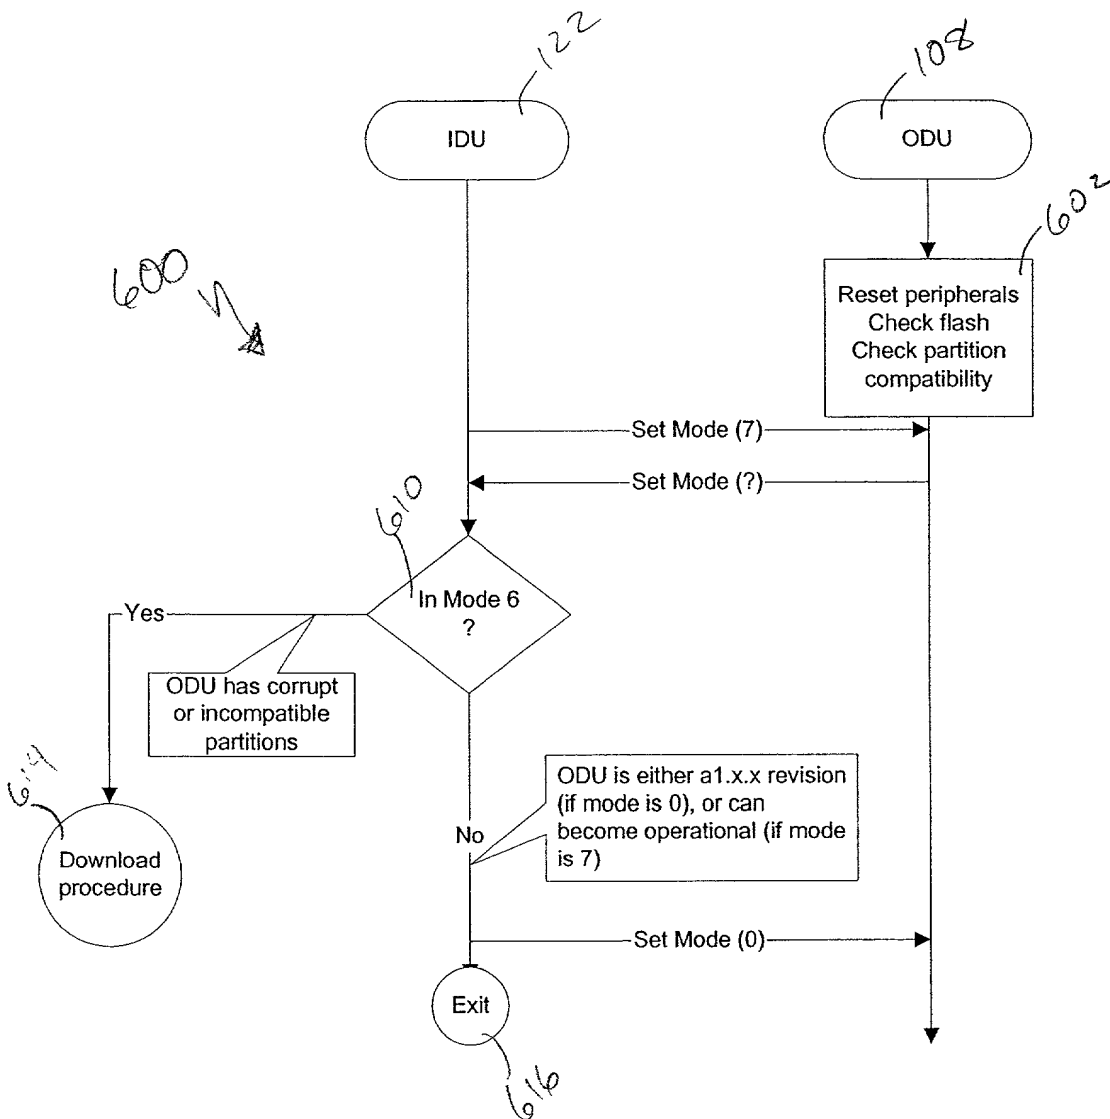 122
108
IDU
ODU
602
600
Reset peripherals
Check flash
Check partition
compatibility
Set Mode (7)
Set Mode (?)
610
In Mode 6
?
Yes
ODU has corrupt
or incompatible
partitions
614
Download
procedure
ODU is either a1.x.x revision
(if mode is 0), or can
become operational (if mode
is 7)
No
Set Mode (0)
Exit
616